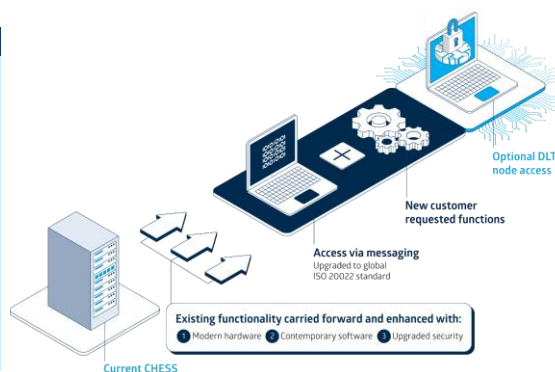 Optional DLT
node access
New customer
requested functions
Access via messaging
Upgraded to global
ISO 20022 standard
Existing functionality carried forward and enhanced with:
1 Modern hardware 2 Contemporary software 3 Upgraded security
Current CHESS